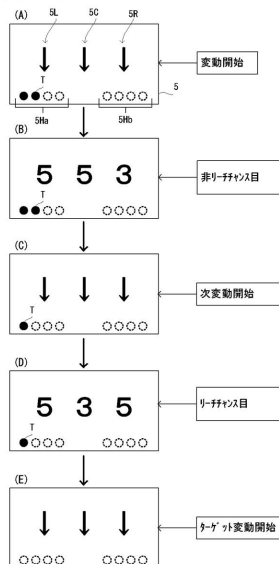 (A) 5L 5C 5R
変動開始
T
5
5Ha 5Hb
(B)
5 5 3
非リーチチャンス目
T
(C)
次変動開始
T
(D)
5 3 5
リーチチャンス目
T
(E)
ターゲット変動開始